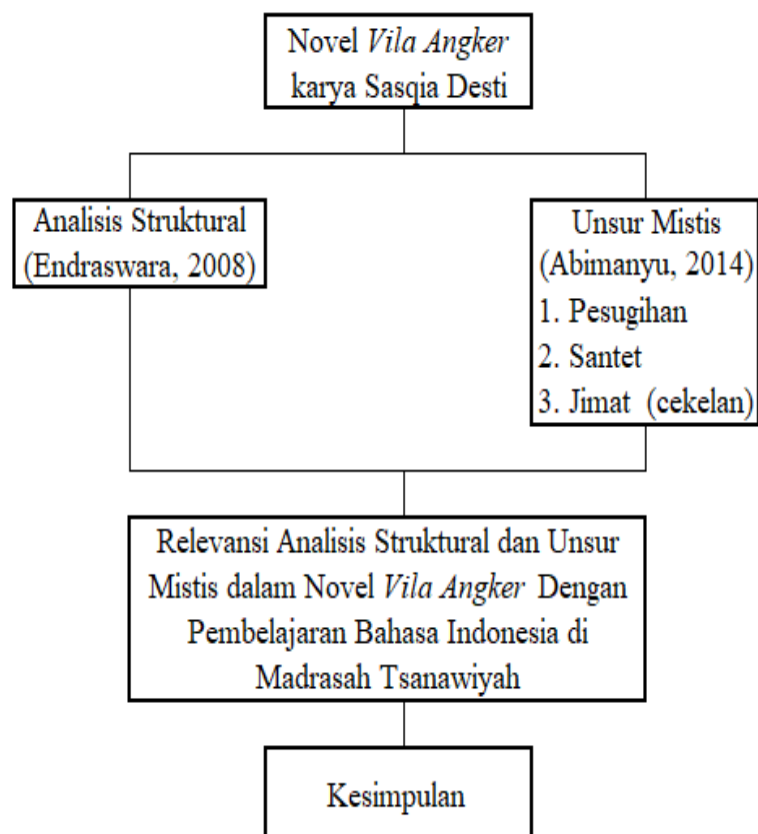 Novel Vila Angker
karya Sasqia Desti
Analisis Struktural
(Endraswara, 2008)
Unsur Mistis
(Abimanyu, 2014)
1. Pesugihan
2. Santet
3. Jimat (cekelan)
Relevansi Analisis Struktural dan Unsur
Mistis dalam Novel Vila Angker Dengan
Pembelajaran Bahasa Indonesia di
Madrasah Tsanawiyah
Kesimpulan